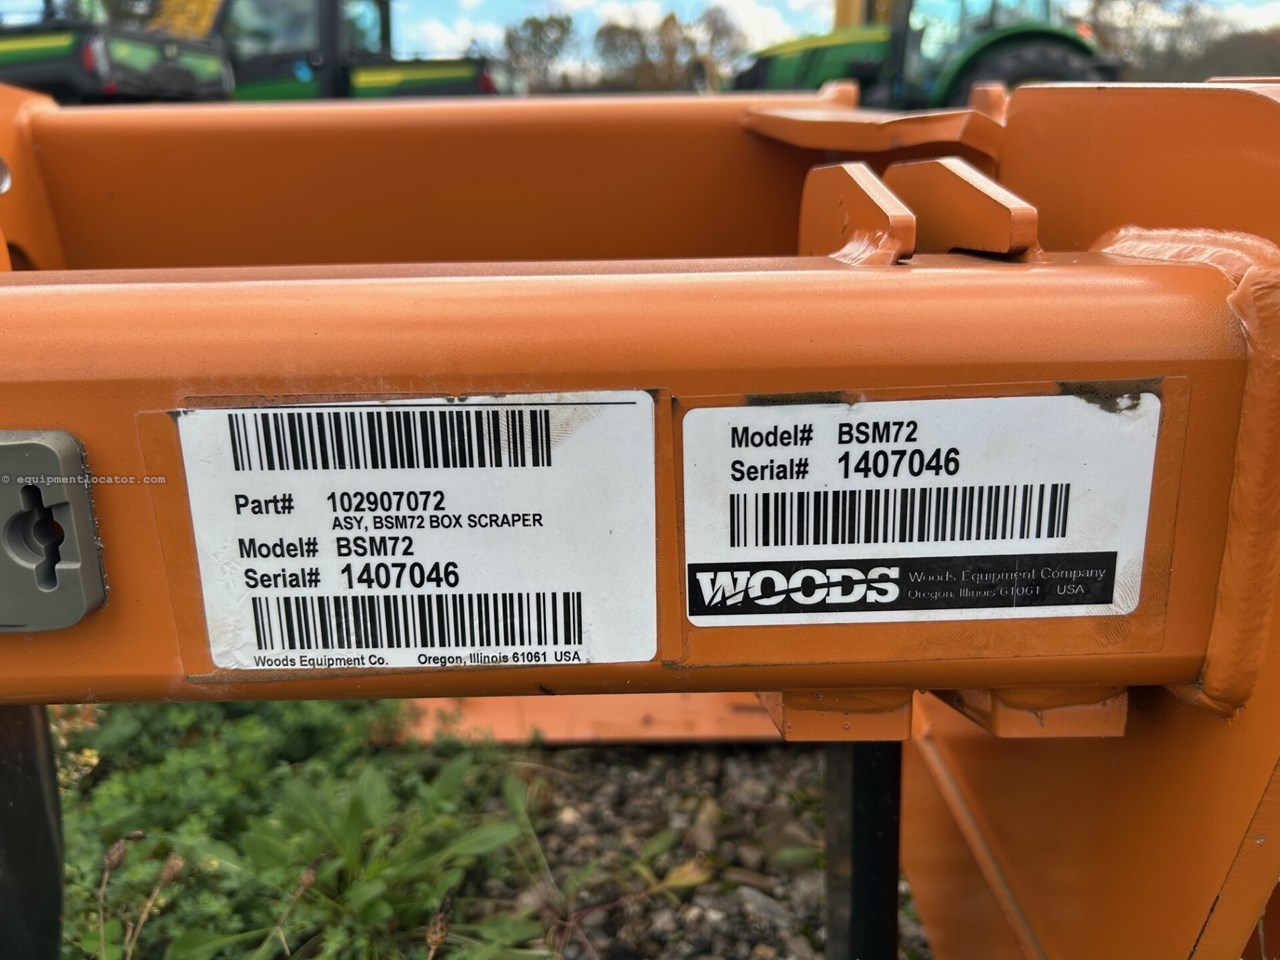 © equipmentlocator.com
Part# 102907072
ASY, BSM72 BOX SCRAPER
Model# BSM72
Serial# 1407046
Woods Equipment Co. Oregon, Illinois 61061 USA
Model# BSM72
Serial# 1407046
WOODS Woods Equipment Company
Oregon, Illinois 61061 USA